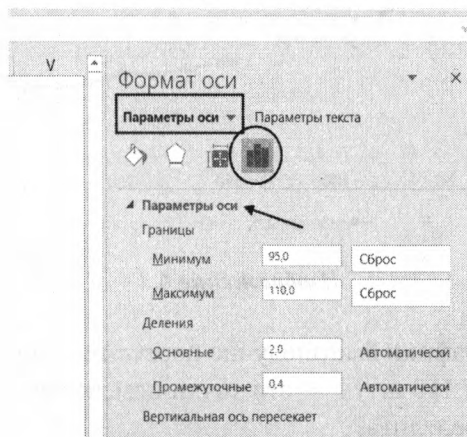 V
Формат оси
Параметры оси Параметры текста
Параметры оси
Границы
Минимум 95,0 Сброс
Максимум 110,0 Сброс
Деления
Основные 2,0 Автоматически
Промежуточные 0,4 Автоматически
Вертикальная ось пересекает